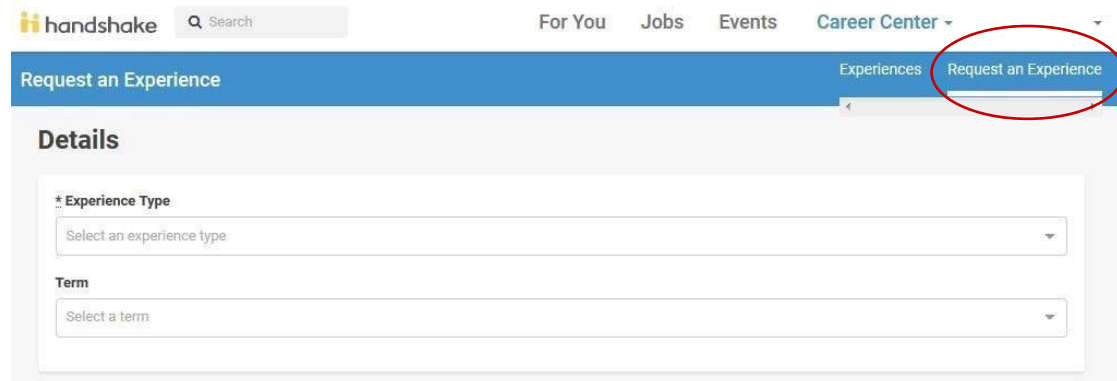 handshake Search For You Jobs Events Career Center
Request an Experience Experiences Request an Experience
Details
* Experience Type
Select an experience type
Term
Select a term